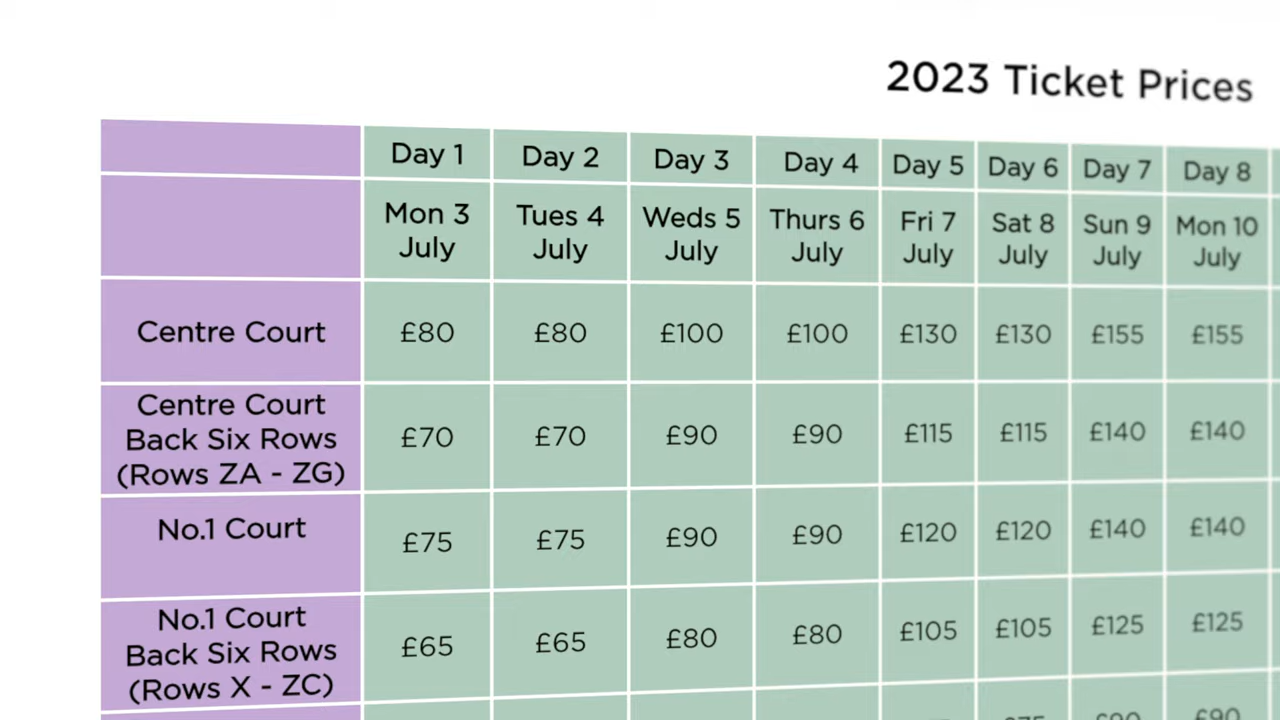 2023 Ticket Prices
Day 1 Day 2 Day 3 Day 4 Day 5 Day 6 Day 7 Day 8
Mon 3 Tues 4 Weds 5 Thurs 6 Fri 7 Sat 8 Sun 9 Mon 10
July July July July July July July July
Centre Court £80 £80 £100 £100 £130 £130 £155 £155
Centre Court
Back Six Rows £70 £70 £90 £90 £115 £115 £140 £140
(Rows ZA - ZG)
No.1 Court £75 £75 £90 £90 £120 £120 £140 £140
No.1 Court
Back Six Rows £65 £65 £80 £80 £105 £105 £125 £125
(Rows X - ZC)
£90 £90